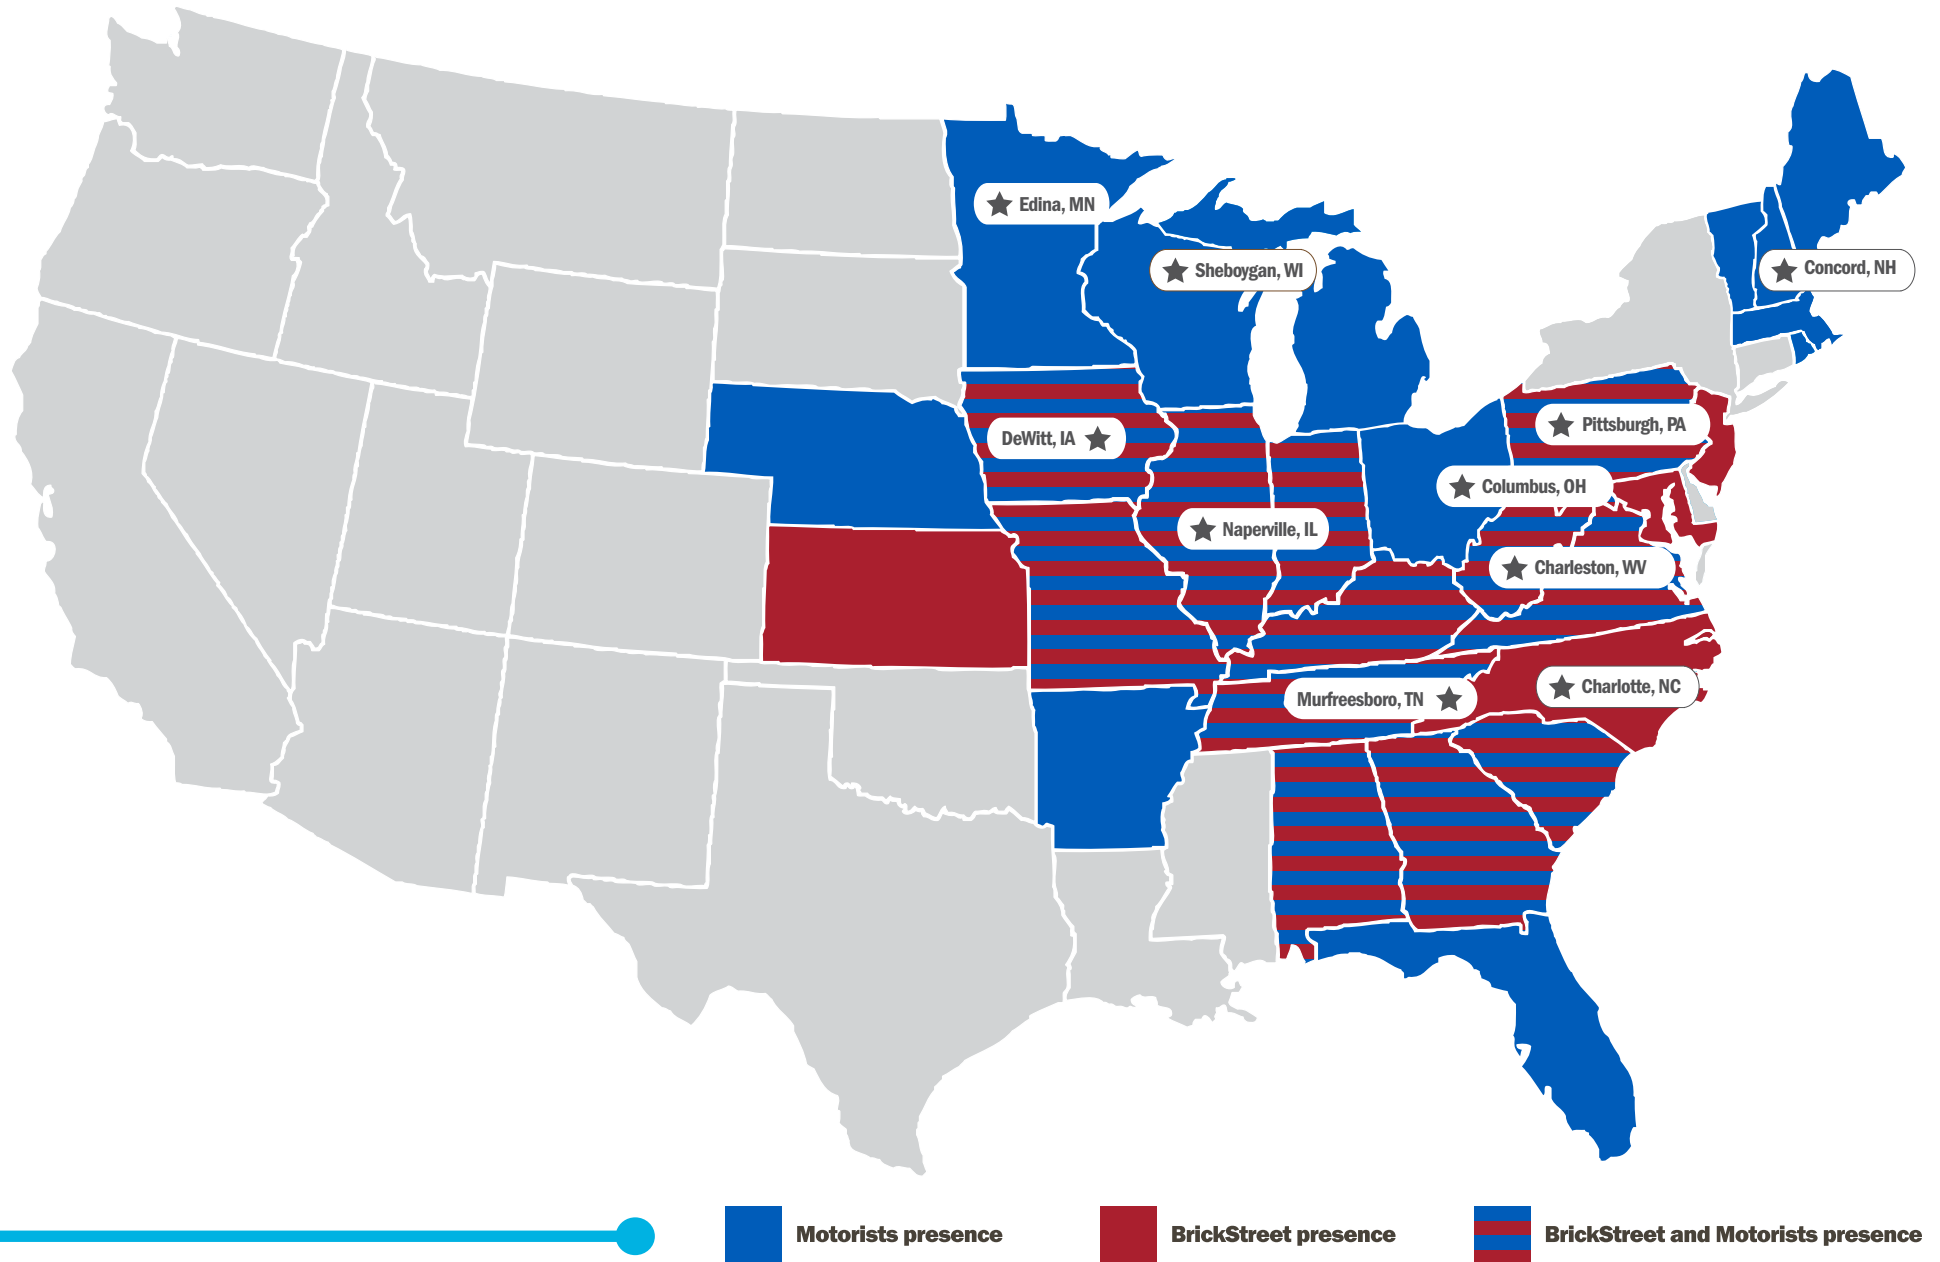 Edina, MN
Sheboygan, WI
Concord, NH
Pittsburgh, PA
DeWitt, IA
Columbus, OH
Naperville, IL
Charleston, WV
Charlotte, NC
Murfreesboro, TN
Motorists presence
BrickStreet presence
BrickStreet and Motorists presence